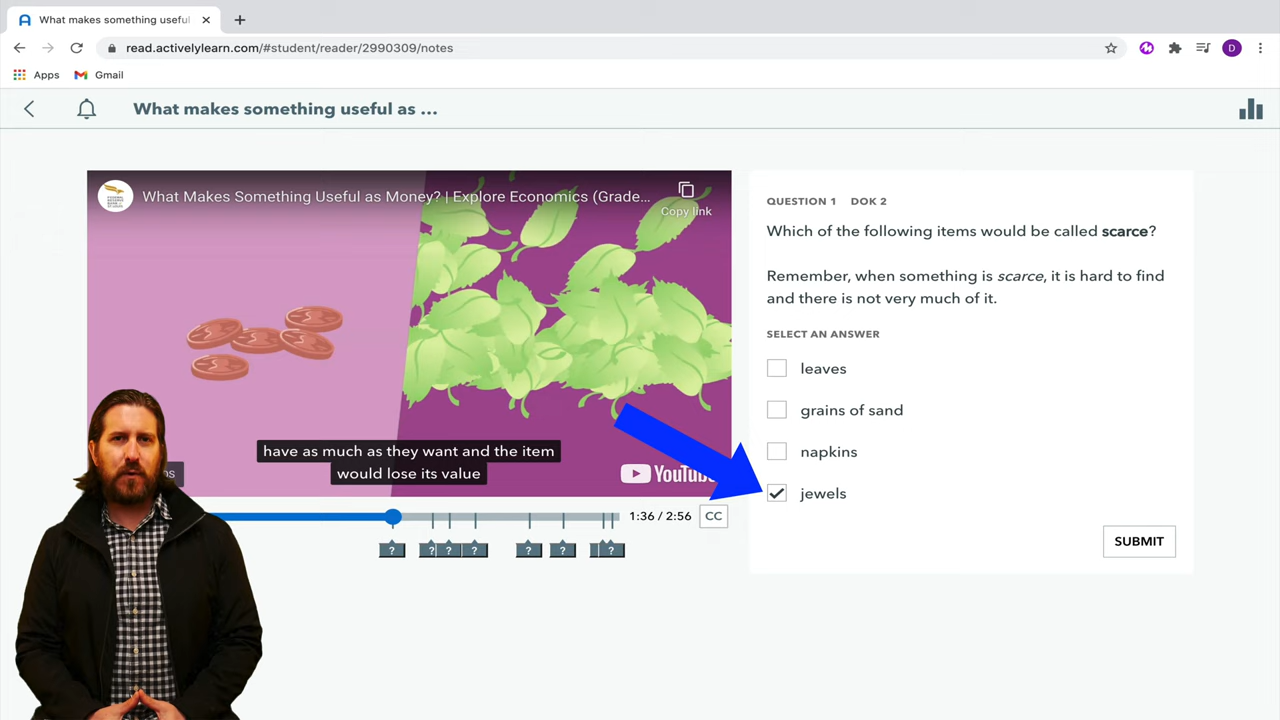 What makes something useful
read.activelylearn.com/#student/reader/2990309/notes
D
Apps
Gmail
What makes something useful as ...
What Makes Something Useful as Money? | Explore Economics (Grade...
Copy link
have as much as they want and the item
would lose its value
YouTube
1:36 / 2:56
CC
?
?
?
?
?
?
?
QUESTION 1 DOK 2
Which of the following items would be called scarce?
Remember, when something is scarce, it is hard to find
and there is not very much of it.
SELECT AN ANSWER
leaves
grains of sand
napkins
jewels
SUBMIT